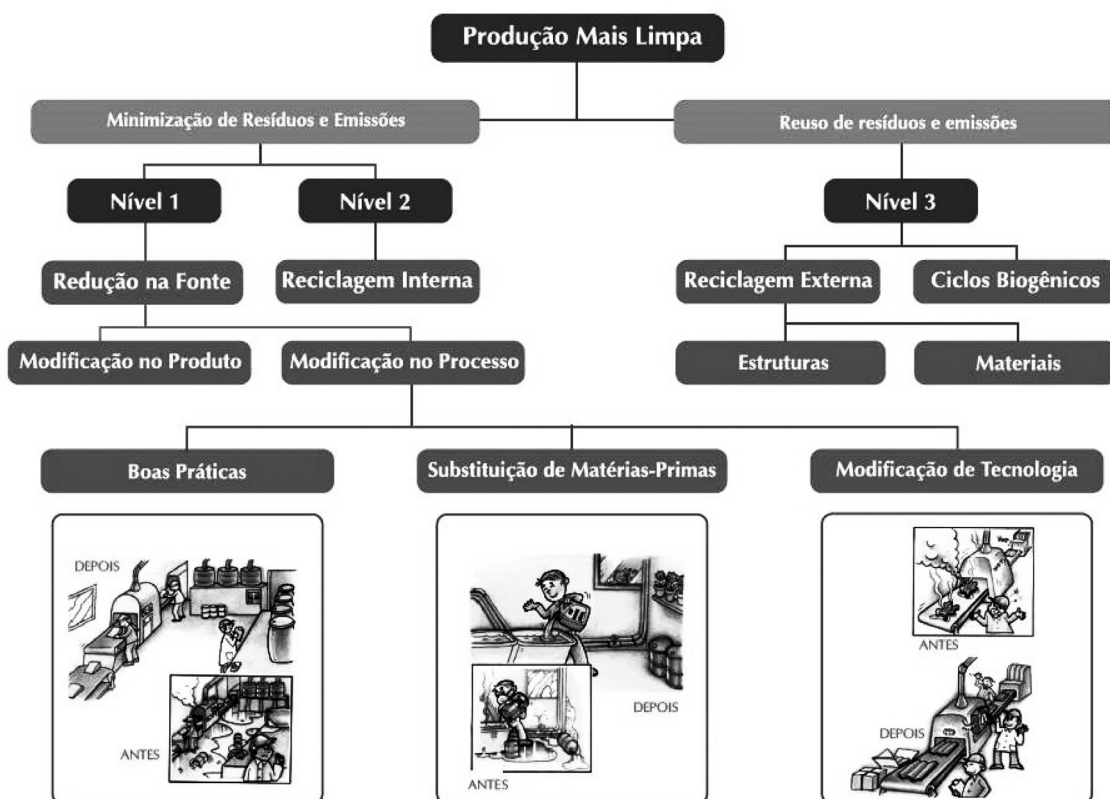 Produção Mais Limpa
Minimização de Resíduos e Emissões
Reuso de resíduos e emissões
Nível 1
Nível 2
Nível 3
Redução na Fonte
Reciclagem Interna
Reciclagem Externa
Ciclos Biogênicos
Modificação no Produto
Modificação no Processo
Estruturas
Materiais
Boas Práticas
Substituição de Matérias-Primas
Modificação de Tecnologia
DEPOIS
ANTES
DEPOIS
ANTES
ANTES
DEPOIS